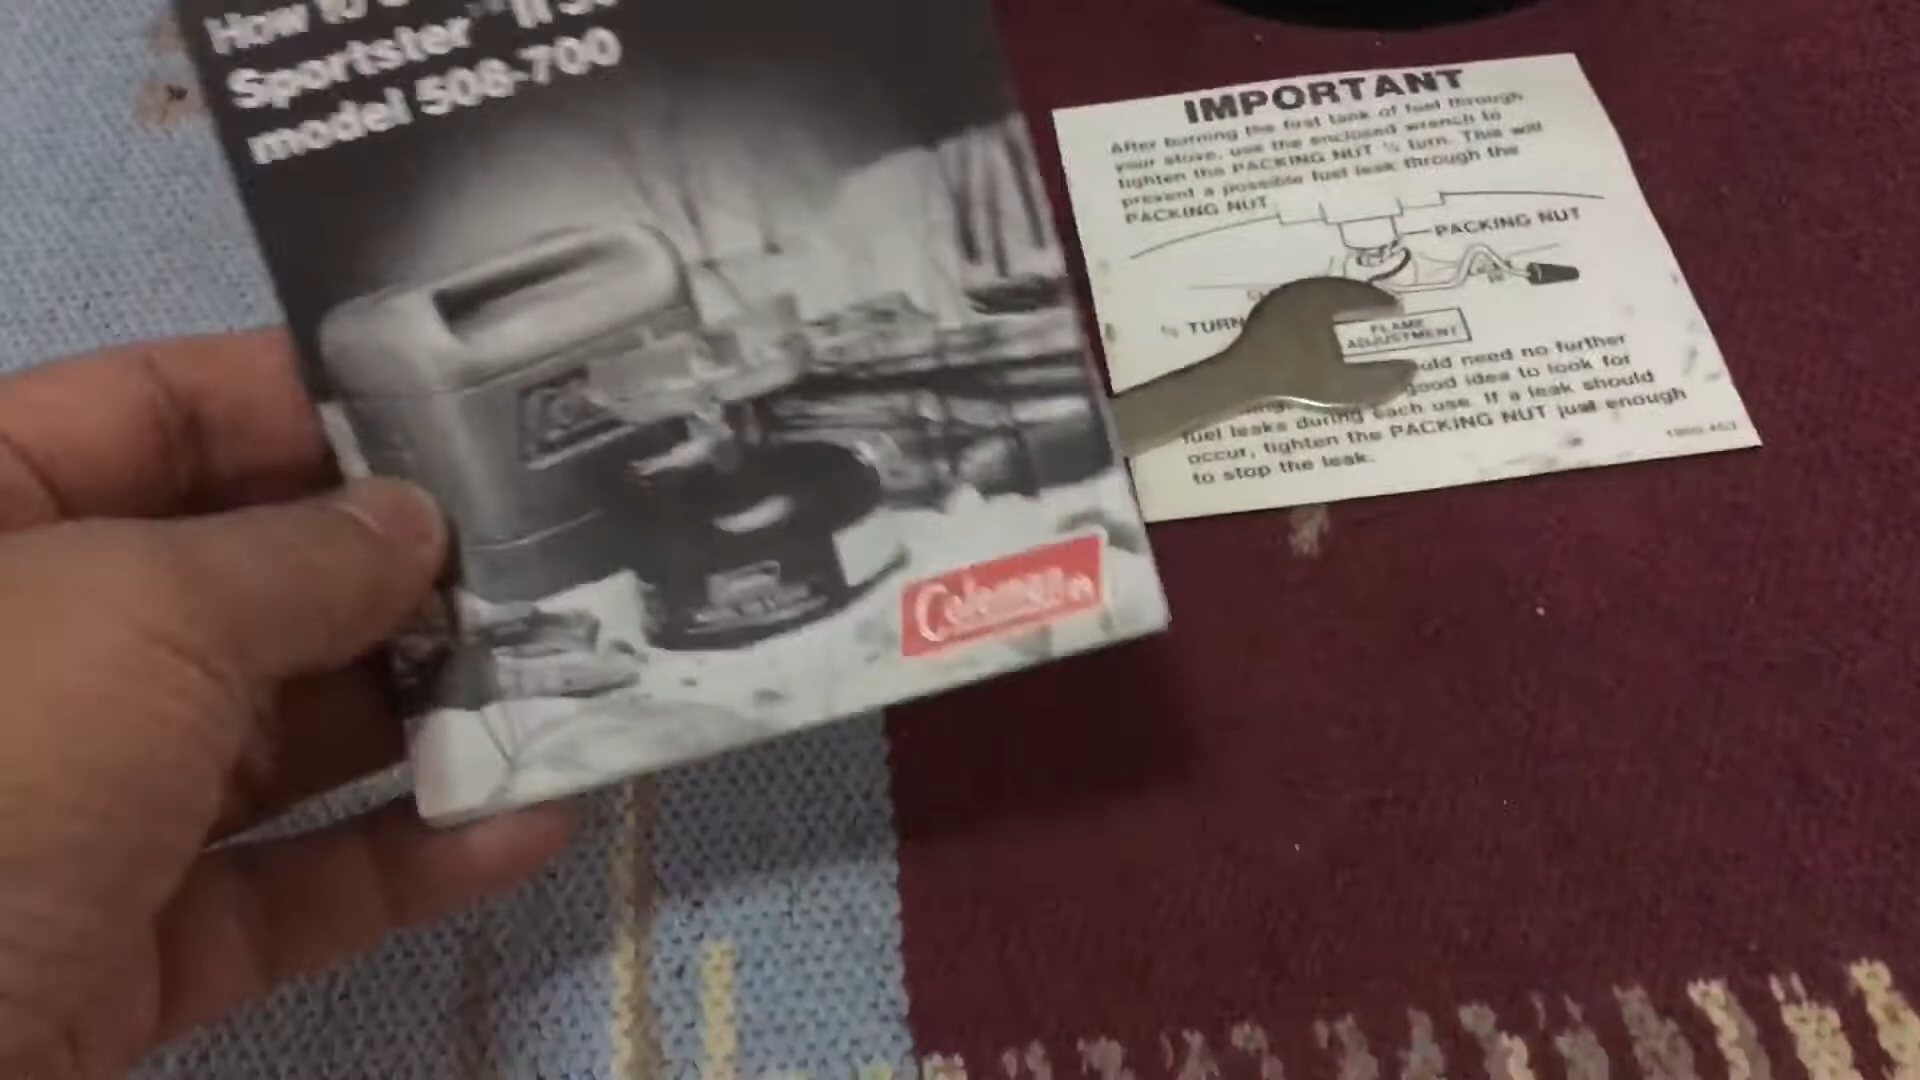 How to
Sportster II
model 508-700
Coleman
IMPORTANT
After burning the first tank of fuel through
your stove, use the enclosed wrench to
tighten the PACKING NUT ⅓ turn. This will
prevent a possible fuel leak through the
PACKING NUT
PACKING NUT
TURN
FLAME
ADJUSTMENT
uld need no further
good idea to look for
fuel leaks during each use. If a leak should
occur, tighten the PACKING NUT just enough
to stop the leak.